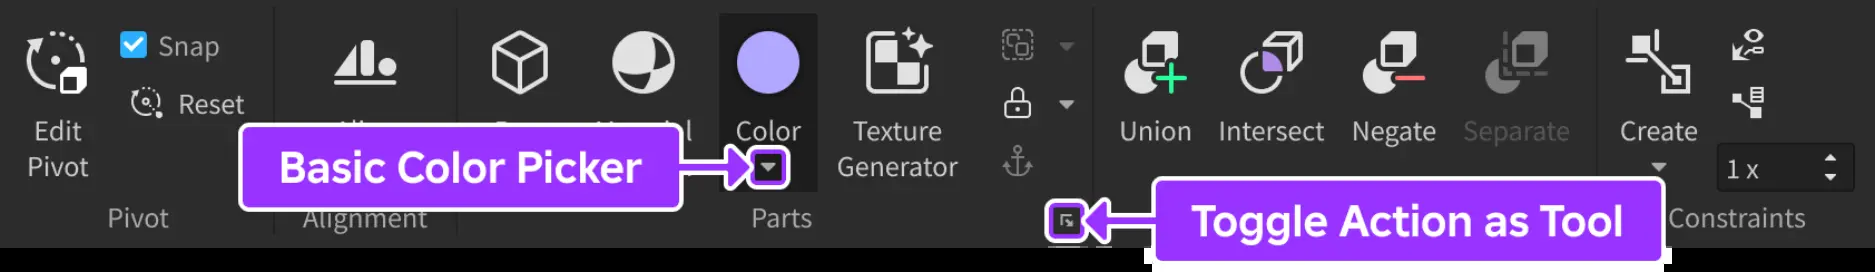 Snap
Reset
Edit
Pivot
Pivot
Alignment
Basic Color Picker
Color
Texture
Generator
Parts
Toggle Action as Tool
Union
Intersect
Negate
Separate
Create
1 x
Constraints